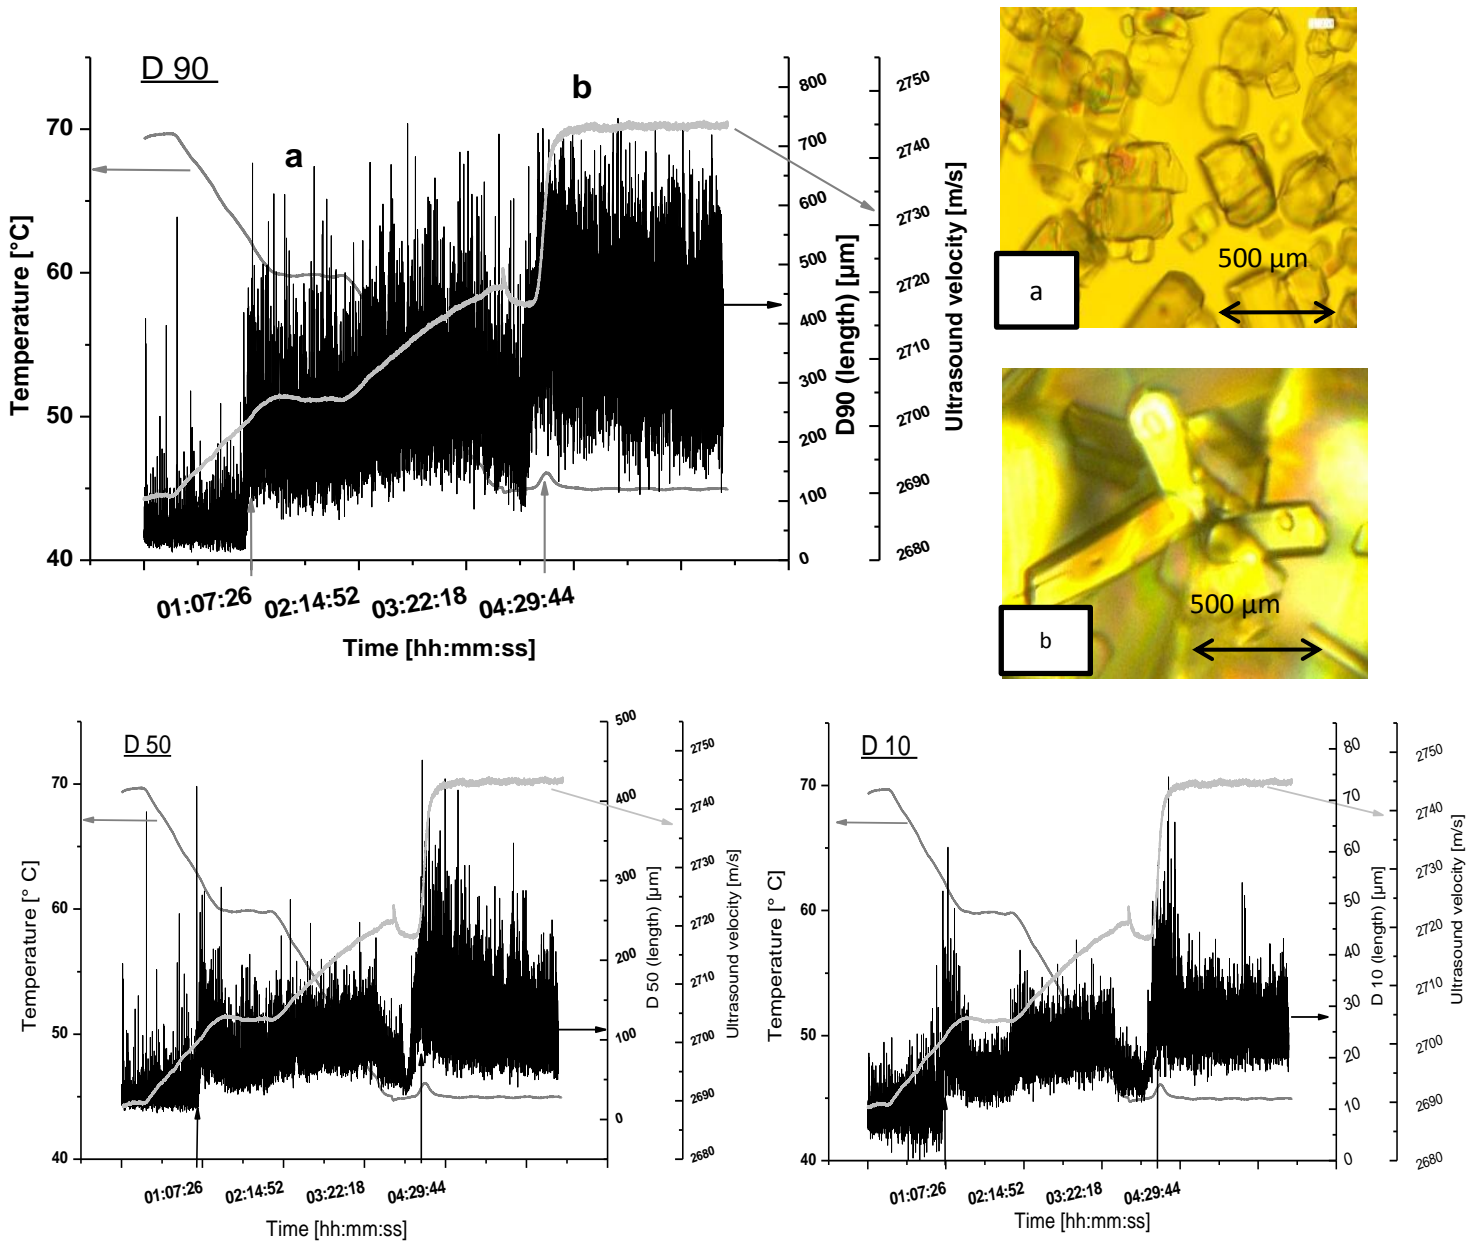 D 90
a
b
Temperature [°C]
70
60
50
40
800
700
600
500
400
300
200
100
0
D90 (length) [µm]
2750
2740
2730
2720
2710
2700
2690
2680
Ultrasound velocity [m/s]
01:07:26 02:14:52 03:22:18 04:29:44
Time [hh:mm:ss]
500 µm
a
500 µm
b
D 50
Temperature [° C]
70
60
50
40
500
400
300
200
100
0
D 50 (length) [µm]
2750
2740
2730
2720
2710
2700
2690
2680
Ultrasound velocity [m/s]
01:07:26 02:14:52 03:22:18 04:29:44
Time [hh:mm:ss]
D 10
Temperature [° C]
70
60
50
40
80
70
60
50
40
30
20
10
0
D 10 (length) [µm]
2750
2740
2730
2720
2710
2700
2690
2680
Ultrasound velocity [m/s]
01:07:26 02:14:52 03:22:18 04:29:44
Time [hh:mm:ss]